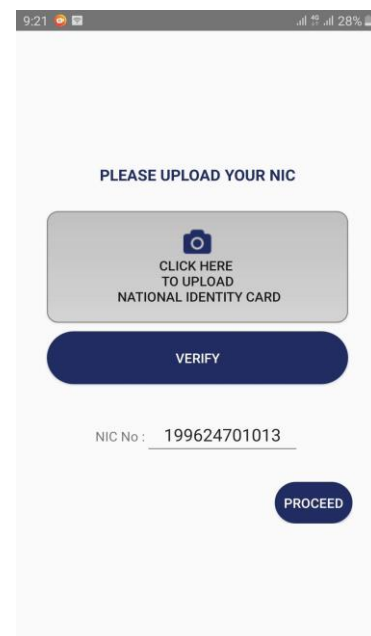 9:21 4G 28%
PLEASE UPLOAD YOUR NIC
CLICK HERE
TO UPLOAD
NATIONAL IDENTITY CARD
VERIFY
NIC No : 199624701013
PROCEED